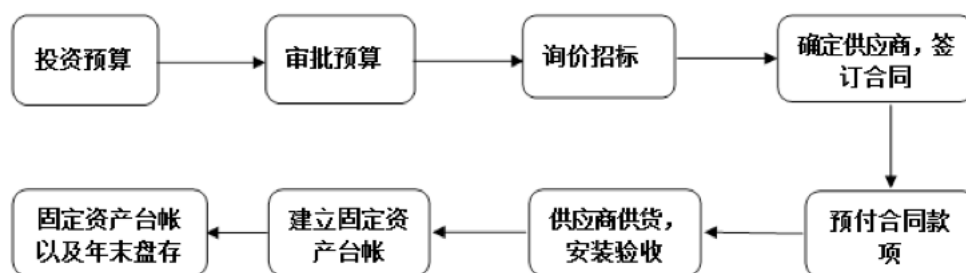 投资预算
审批预算
询价招标
确定供应商，签
订合同
预付合同款
项
供应商供货，
安装验收
建立固定资
产台帐
固定资产台帐
以及年末盘存